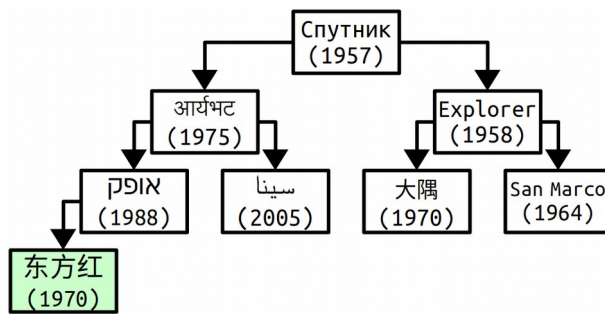 Спутник
(1957)
आर्यभट
(1975)
Explorer
(1958)
אופק
(1988)
سينا
(2005)
大隅
(1970)
San Marco
(1964)
东方红
(1970)